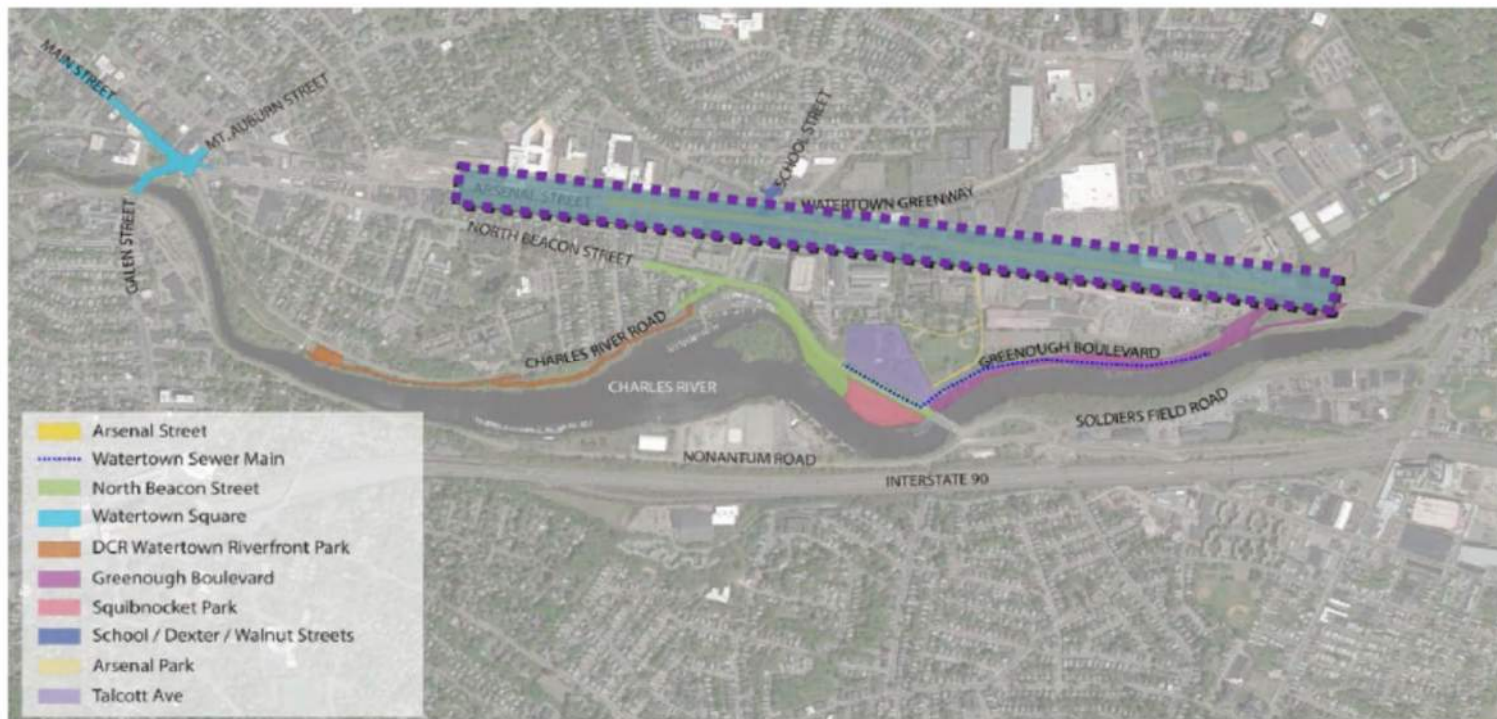 MAIN STREET
MT. AUBURN STREET
GALEN STREET
SCHOOL STREET
WATERTOWN GREENWAY
ARSENAL STREET
NORTH BEACON STREET
CHARLES RIVER ROAD
GREENOUGH BOULEVARD
CHARLES RIVER
SOLDIERS FIELD ROAD
NONANTUM ROAD
INTERSTATE 90
Arsenal Street
Watertown Sewer Main
North Beacon Street
Watertown Square
DCR Watertown Riverfront Park
Greenough Boulevard
Squibnocket Park
School / Dexter / Walnut Streets
Arsenal Park
Talcott Ave